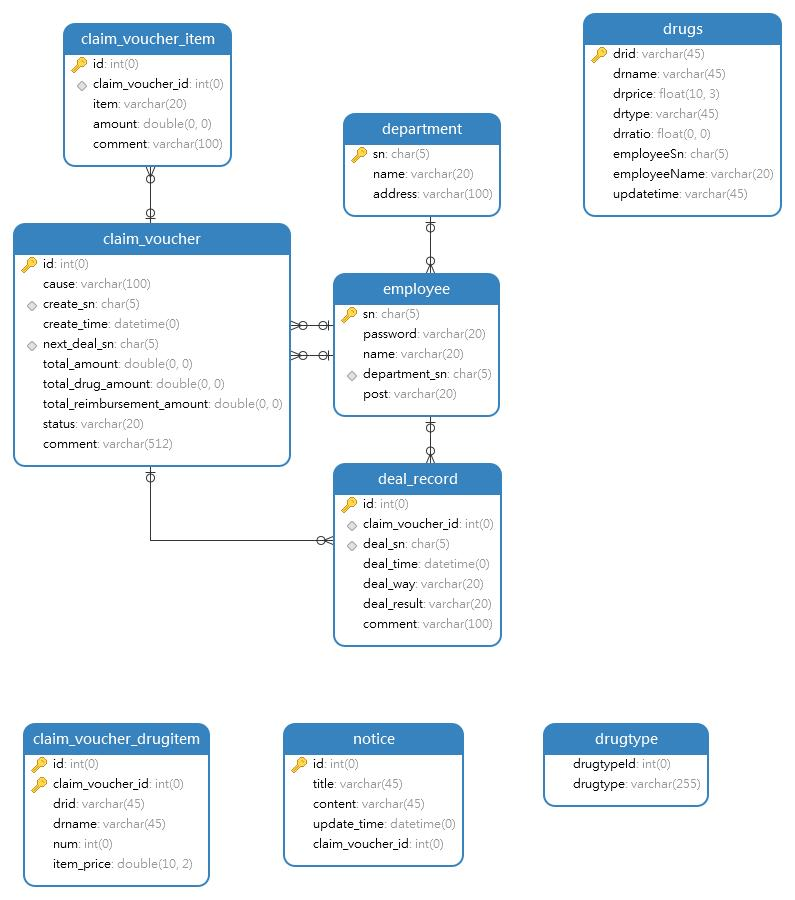 claim_voucher_item
id: int(0)
claim_voucher_id: int(0)
item: varchar(20)
amount: double(0, 0)
comment: varchar(100)
drugs
drid: varchar(45)
drname: varchar(45)
drprice: float(10, 3)
drtype: varchar(45)
drratio: float(0, 0)
employeeSn: char(5)
employeeName: varchar(20)
updatetime: varchar(45)
department
sn: char(5)
name: varchar(20)
address: varchar(100)
claim_voucher
id: int(0)
cause: varchar(100)
create_sn: char(5)
create_time: datetime(0)
next_deal_sn: char(5)
total_amount: double(0, 0)
total_drug_amount: double(0, 0)
total_reimbursement_amount: double(0, 0)
status: varchar(20)
comment: varchar(512)
employee
sn: char(5)
password: varchar(20)
name: varchar(20)
department_sn: char(5)
post: varchar(20)
deal_record
id: int(0)
claim_voucher_id: int(0)
deal_sn: char(5)
deal_time: datetime(0)
deal_way: varchar(20)
deal_result: varchar(20)
comment: varchar(100)
claim_voucher_drugitem
id: int(0)
claim_voucher_id: int(0)
drid: varchar(45)
drname: varchar(45)
num: int(0)
item_price: double(10, 2)
notice
id: int(0)
title: varchar(45)
content: varchar(45)
update_time: datetime(0)
claim_voucher_id: int(0)
drugtype
drugtypeId: int(0)
drugtype: varchar(255)